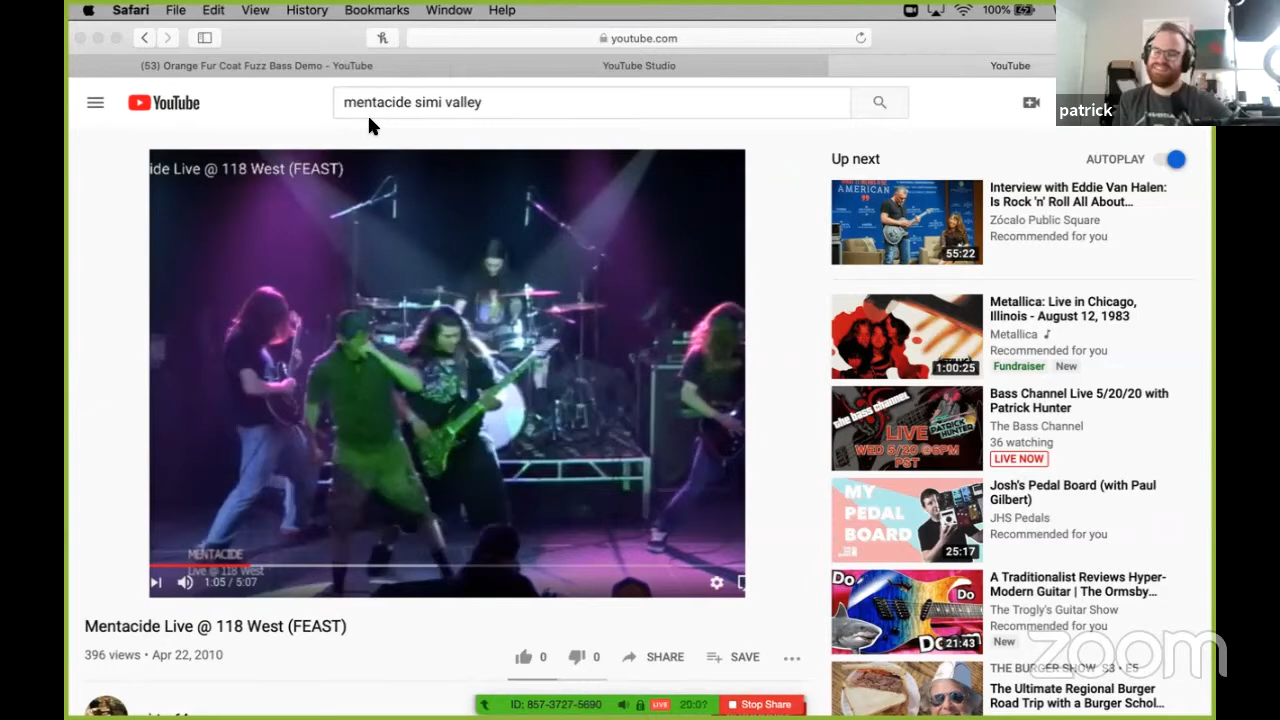 Safari File Edit View History Bookmarks Window Help
100%
youtube.com
(53) Orange Fur Coat Fuzz Bass Demo - YouTube
YouTube Studio
YouTube
YouTube
mentacide simi valley
patrick
ide Live @ 118 West (FEAST)
MENTACIDE
Live @ 118 West
1:05 / 5:07
Mentacide Live @ 118 West (FEAST)
396 views • Apr 22, 2010
0
0
SHARE
SAVE
Up next
AUTOPLAY
AMERICAN
55:22
Interview with Eddie Van Halen:
Is Rock 'n' Roll All About...
Zócalo Public Square
Recommended for you
1:00:25
Metallica: Live in Chicago,
Illinois - August 12, 1983
Metallica
Recommended for you
Fundraiser New
the bass channel
LIVE
PATRICK
HUNTER
WED 5/20 @6PM
PST
Bass Channel Live 5/20/20 with
Patrick Hunter
The Bass Channel
36 watching
LIVE NOW
MY
PEDAL
BOARD
25:17
Josh's Pedal Board (with Paul
Gilbert)
JHS Pedals
Recommended for you
Do
Do
21:43
A Traditionalist Reviews Hyper-
Modern Guitar | The Ormsby...
The Trogly's Guitar Show
Recommended for you
New
THE BURGER SHOW S3 • E5
The Ultimate Regional Burger
Road Trip with a Burger Schol...
zoom
ID: 857-3727-5690
LIVE
Stop Share